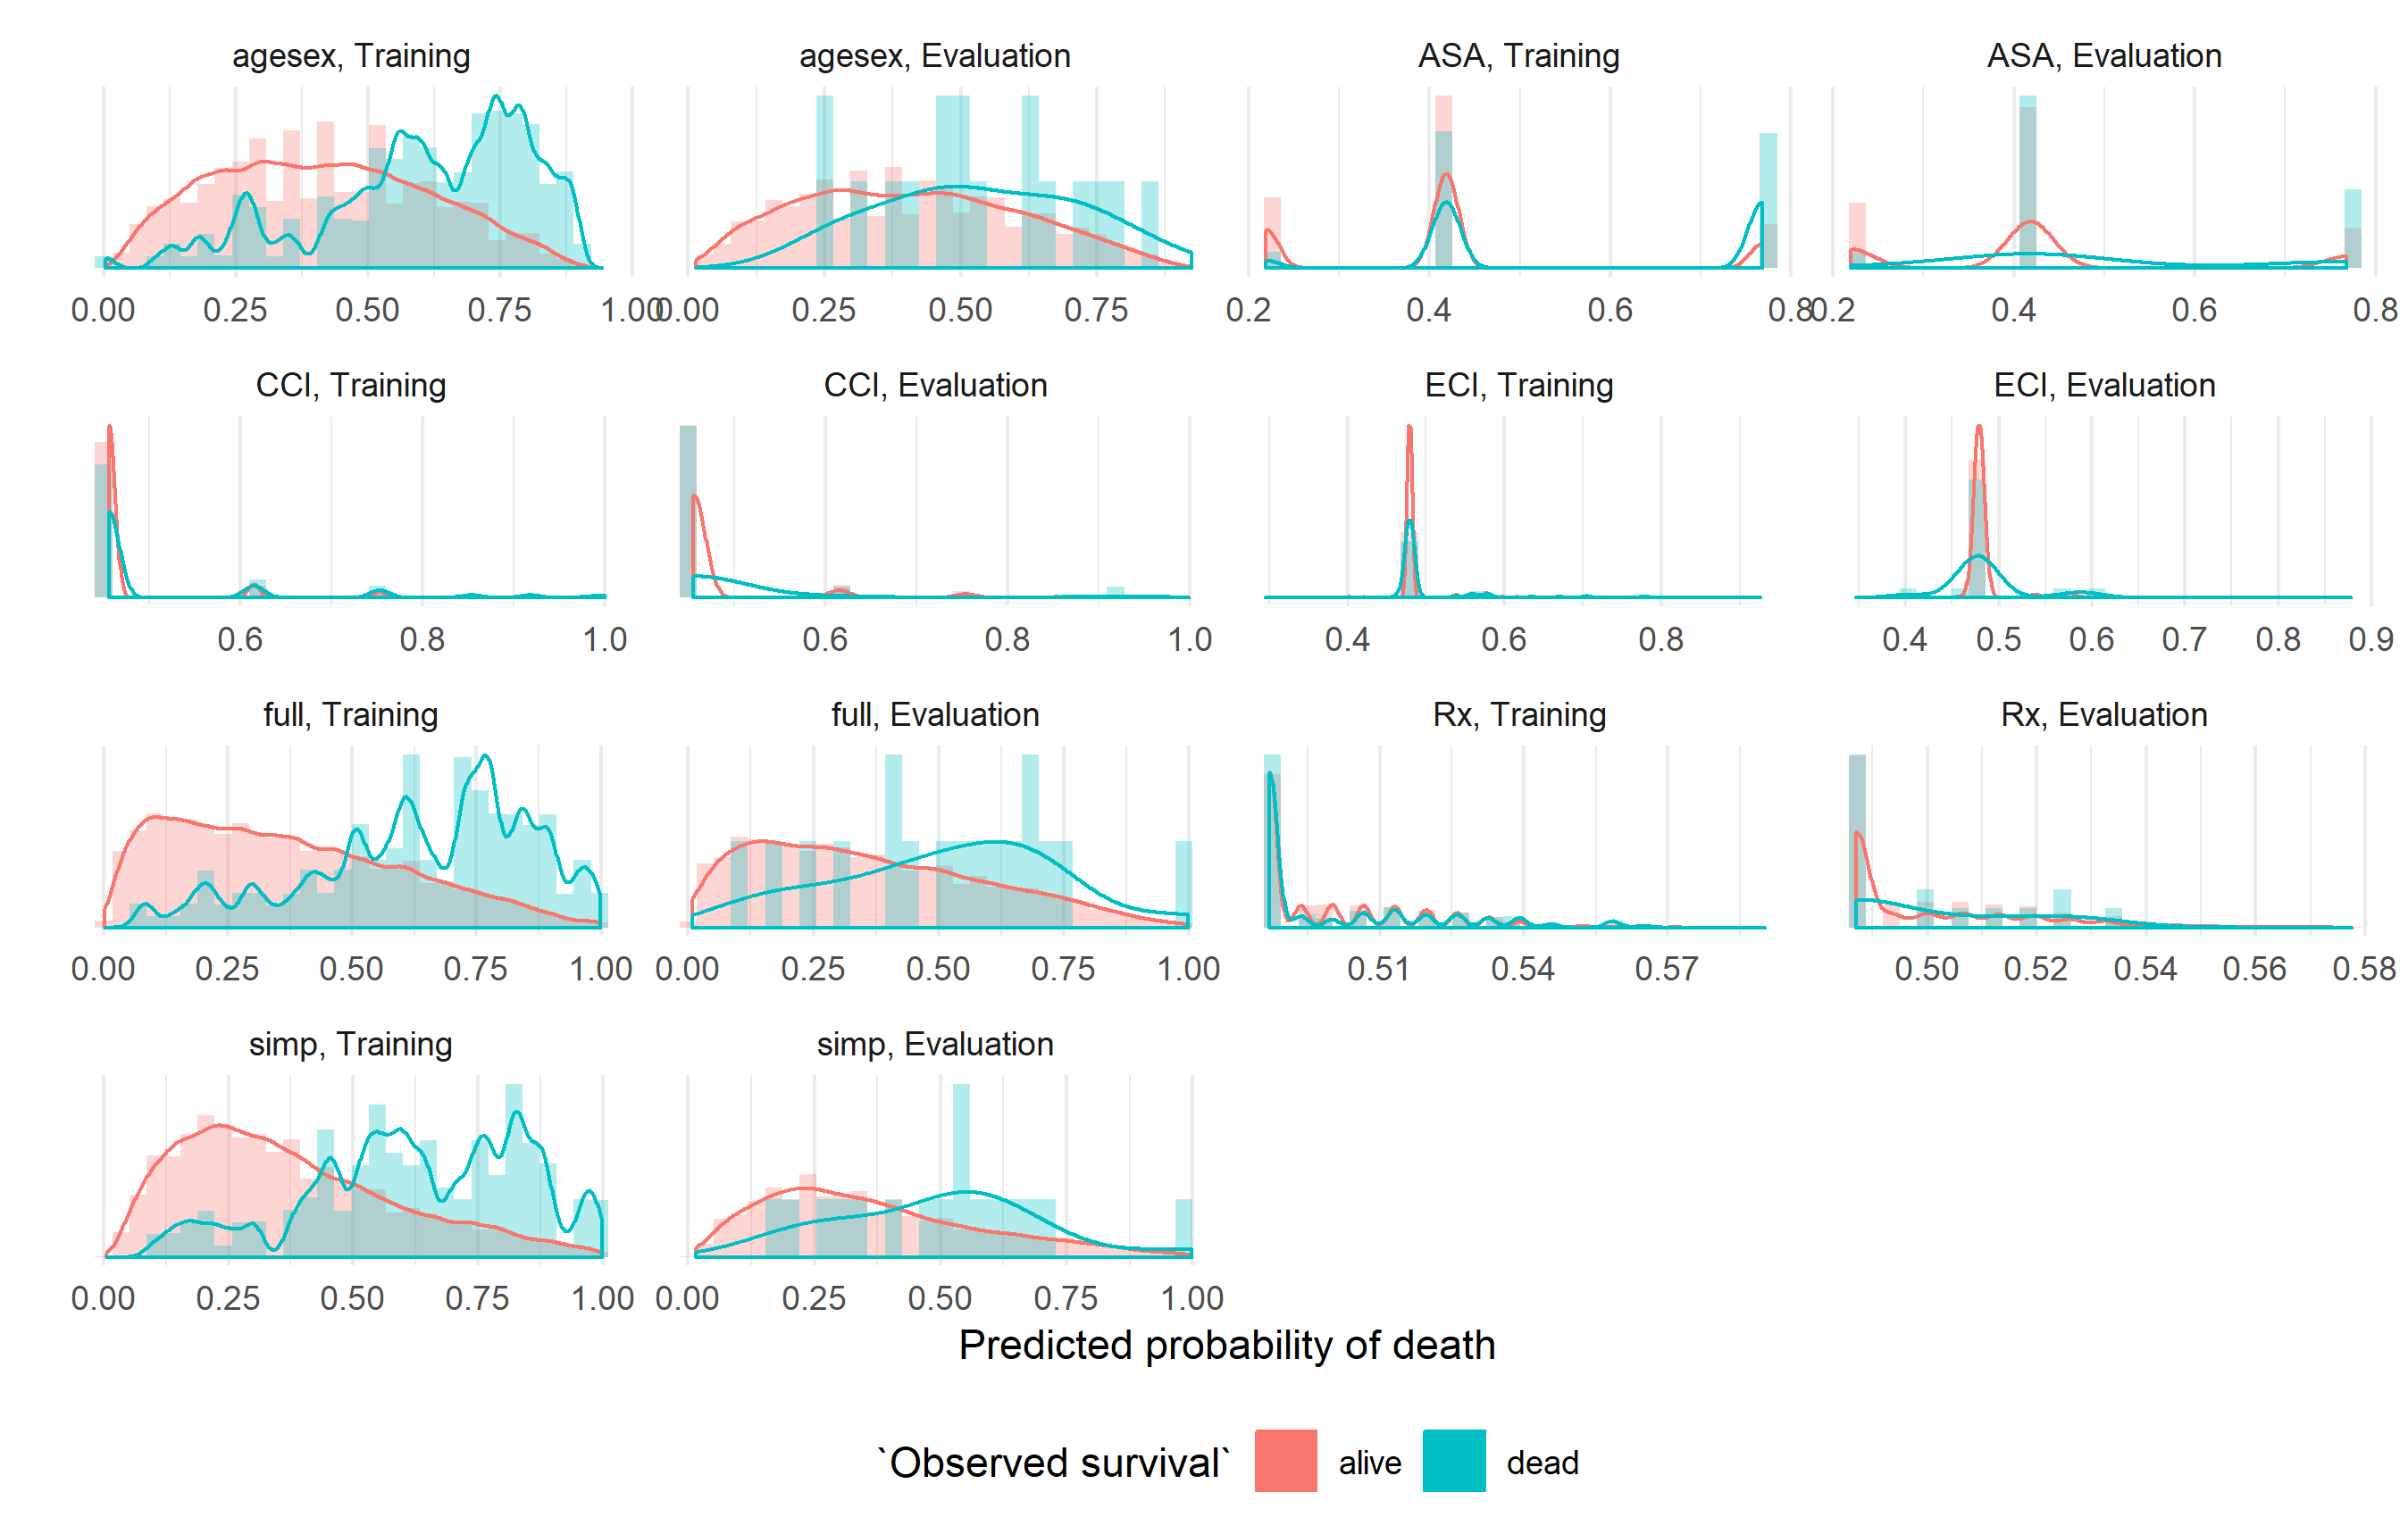 agesex, Training agesex, Evaluation ASA, Training ASA, Evaluation
0.00 0.25 0.50 0.75 1.00 0.00 0.25 0.50 0.75 0.2 0.4 0.6 0.8 0.2 0.4 0.6 0.8
CCI, Training CCI, Evaluation ECI, Training ECI, Evaluation
0.6 0.8 1.0 0.6 0.8 1.0 0.4 0.6 0.8 0.4 0.5 0.6 0.7 0.8 0.9
full, Training full, Evaluation Rx, Training Rx, Evaluation
0.00 0.25 0.50 0.75 1.00 0.00 0.25 0.50 0.75 1.00 0.51 0.54 0.57 0.50 0.52 0.54 0.56 0.58
simp, Training simp, Evaluation
0.00 0.25 0.50 0.75 1.00 0.00 0.25 0.50 0.75 1.00
Predicted probability of death
`Observed survival` alive dead